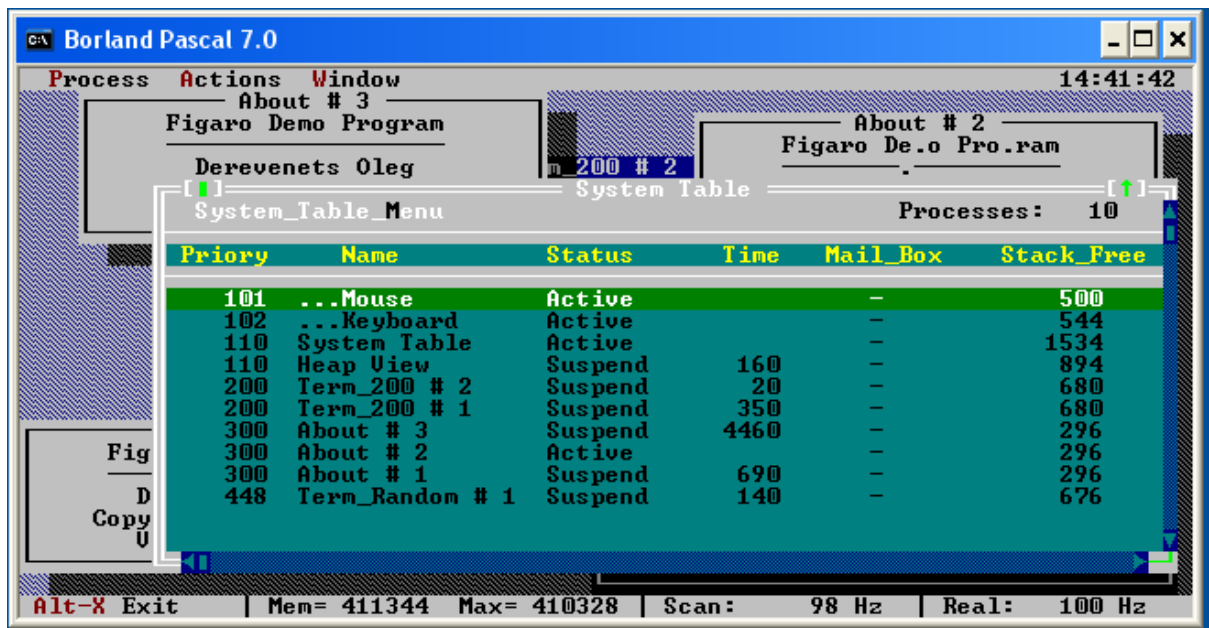 Borland Pascal 7.0
Process Actions Window 14:41:42
About # 3
Figaro Demo Program
Derevenets Oleg
About # 2
Figaro De.o Pro.ram
.
_200 # 2
[ ] System Table [↑]
System_Table_Menu Processes: 10
Priory Name Status Time Mail_Box Stack_Free
101 ...Mouse Active - 500
102 ...Keyboard Active - 544
110 System Table Active - 1534
110 Heap View Suspend 160 - 894
200 Term_200 # 2 Suspend 20 - 680
200 Term_200 # 1 Suspend 350 - 680
300 About # 3 Suspend 4460 - 296
300 About # 2 Active - 296
300 About # 1 Suspend 690 - 296
448 Term_Random # 1 Suspend 140 - 676
Fig
D
Copy
V
Alt-X Exit | Mem= 411344 Max= 410328 | Scan: 98 Hz | Real: 100 Hz